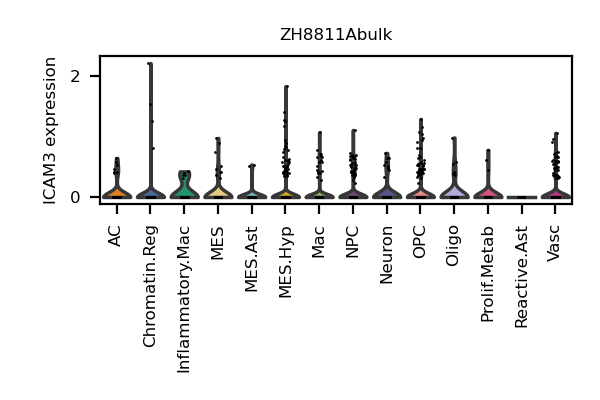 ZH8811Abulk
ICAM3 expression
2
0
AC
Chromatin.Reg
Inflammatory.Mac
MES
MES.Ast
MES.Hyp
Mac
NPC
Neuron
OPC
Oligo
Prolif.Metab
Reactive.Ast
Vasc